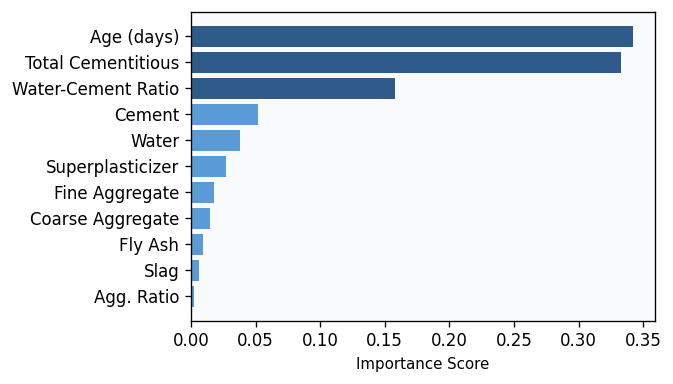 Age (days)
Total Cementitious
Water-Cement Ratio
Cement
Water
Superplasticizer
Fine Aggregate
Coarse Aggregate
Fly Ash
Slag
Agg. Ratio
0.00 0.05 0.10 0.15 0.20 0.25 0.30 0.35
Importance Score